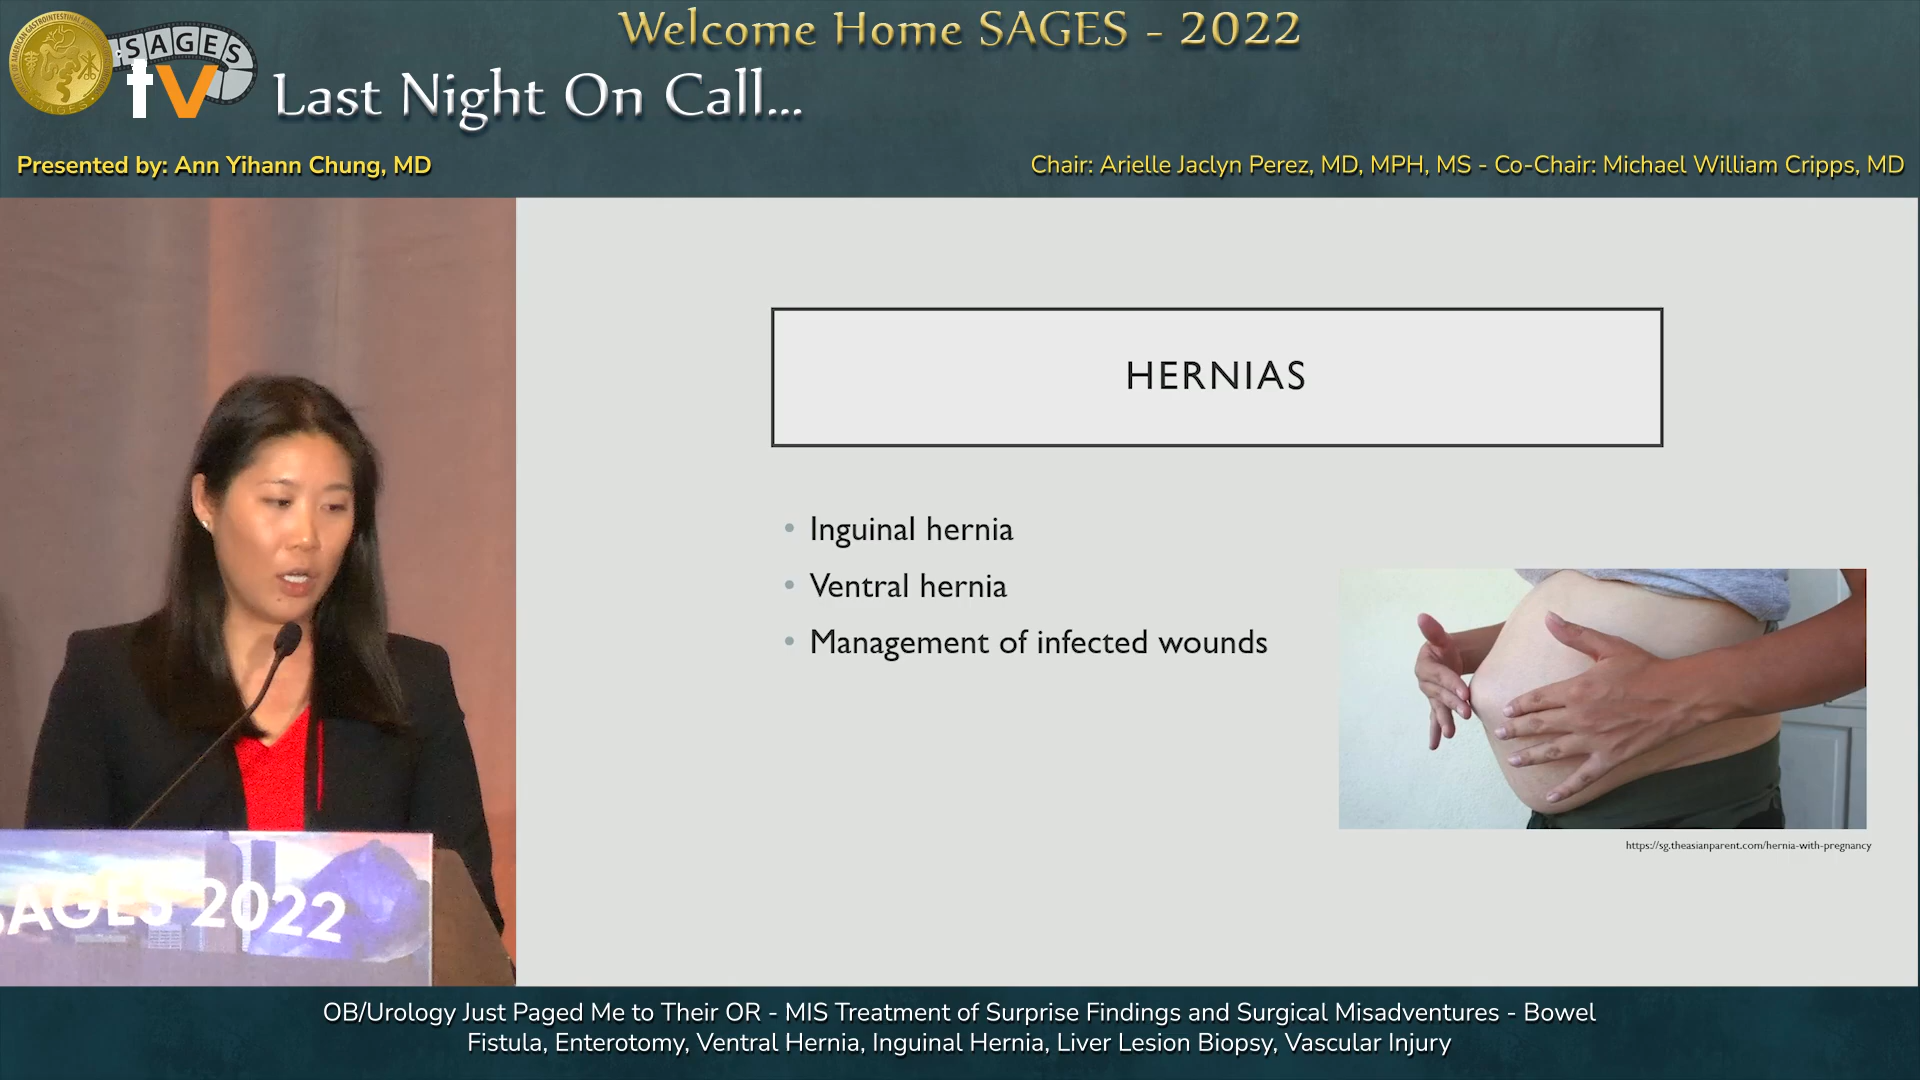 Welcome Home SAGES - 2022
SAGES
tv
Last Night On Call...
Presented by: Ann Yihann Chung, MD
Chair: Arielle Jaclyn Perez, MD, MPH, MS - Co-Chair: Michael William Cripps, MD
HERNIAS
• Inguinal hernia
• Ventral hernia
• Management of infected wounds
https://sg.theasianparent.com/hernia-with-pregnancy
SAGES 2022
OB/Urology Just Paged Me to Their OR - MIS Treatment of Surprise Findings and Surgical Misadventures - Bowel
Fistula, Enterotomy, Ventral Hernia, Inguinal Hernia, Liver Lesion Biopsy, Vascular Injury